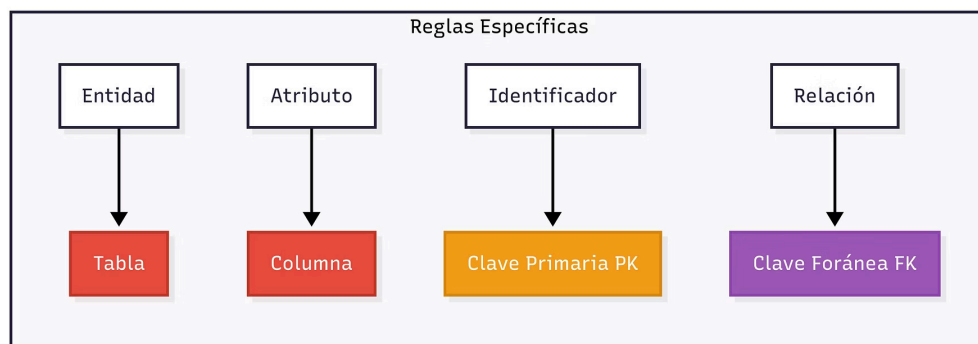 Reglas Específicas
Entidad
Atributo
Identificador
Relación
Tabla
Columna
Clave Primaria PK
Clave Foránea FK